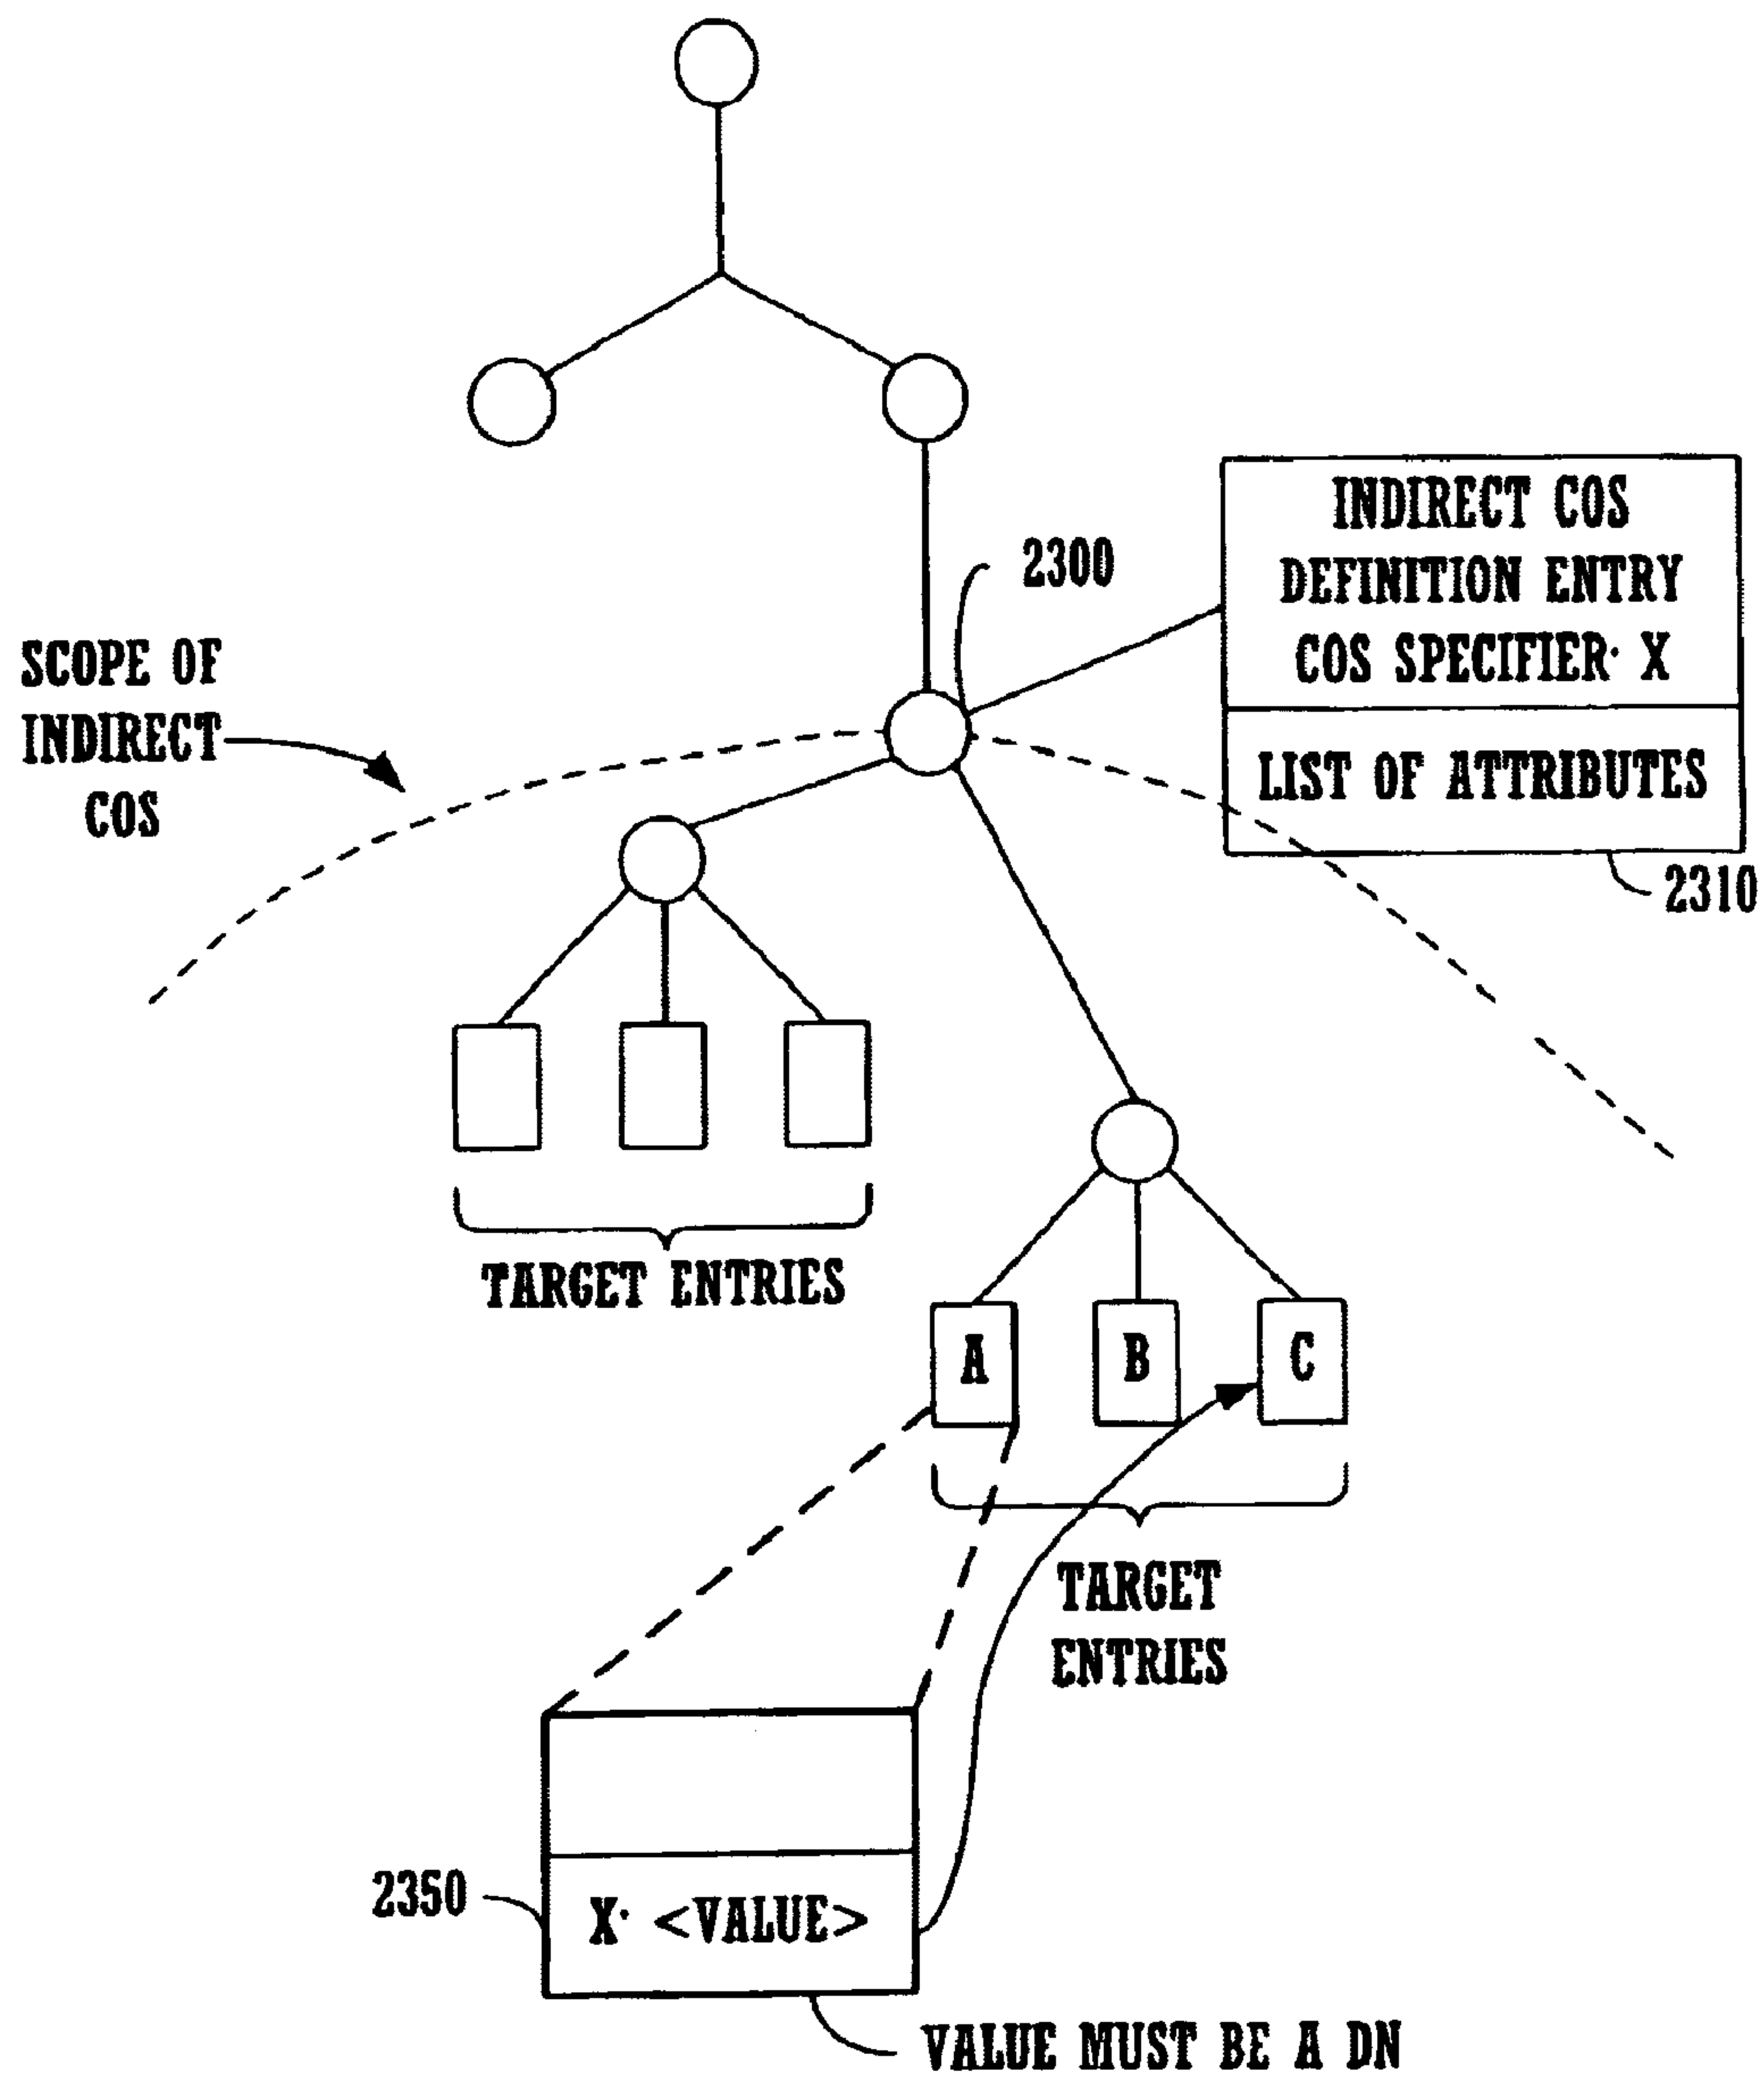 2300
INDIRECT COS
DEFINITION ENTRY
COS SPECIFIER· X
LIST OF ATTRIBUTES
2310
SCOPE OF
INDIRECT
COS
TARGET ENTRIES
A
B
C
TARGET
ENTRIES
2350
X· <VALUE>
VALUE MUST BE A DN